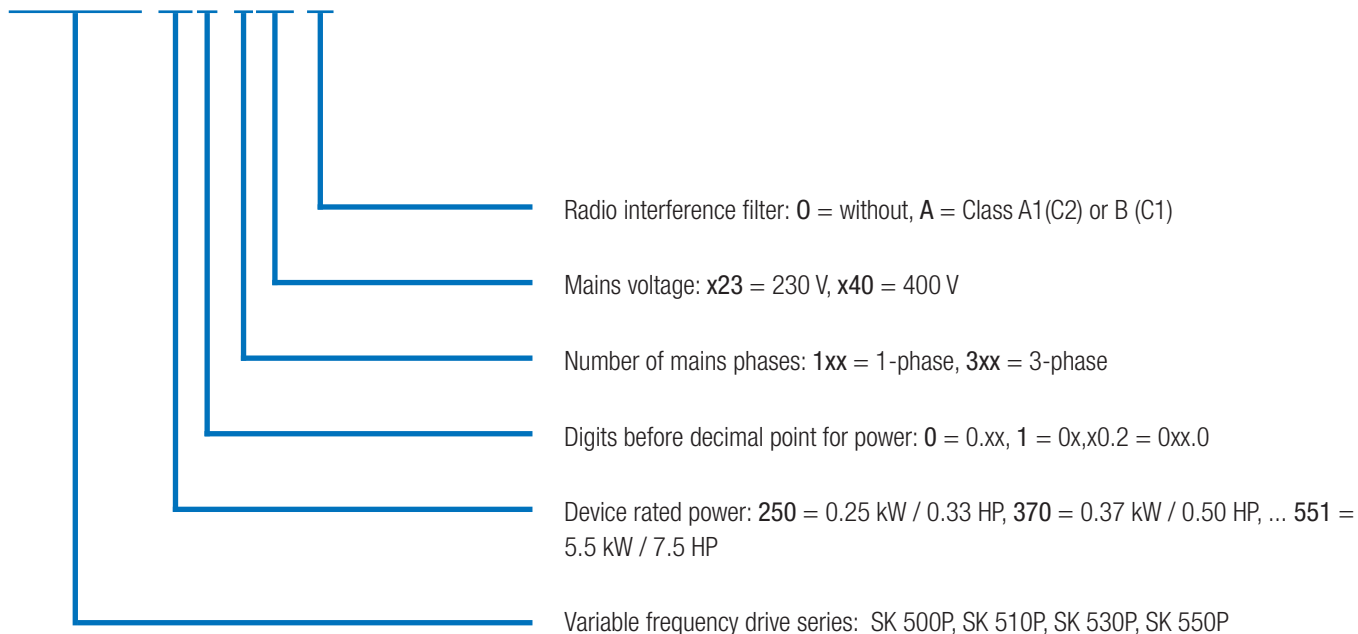 Radio interference filter: 0 = without, A = Class A1(C2) or B (C1)
Mains voltage: x23 = 230 V, x40 = 400 V
Number of mains phases: 1xx = 1-phase, 3xx = 3-phase
Digits before decimal point for power: 0 = 0.xx, 1 = 0x,x0.2 = 0xx.0
Device rated power: 250 = 0.25 kW / 0.33 HP, 370 = 0.37 kW / 0.50 HP, ... 551 =
5.5 kW / 7.5 HP
Variable frequency drive series: SK 500P, SK 510P, SK 530P, SK 550P